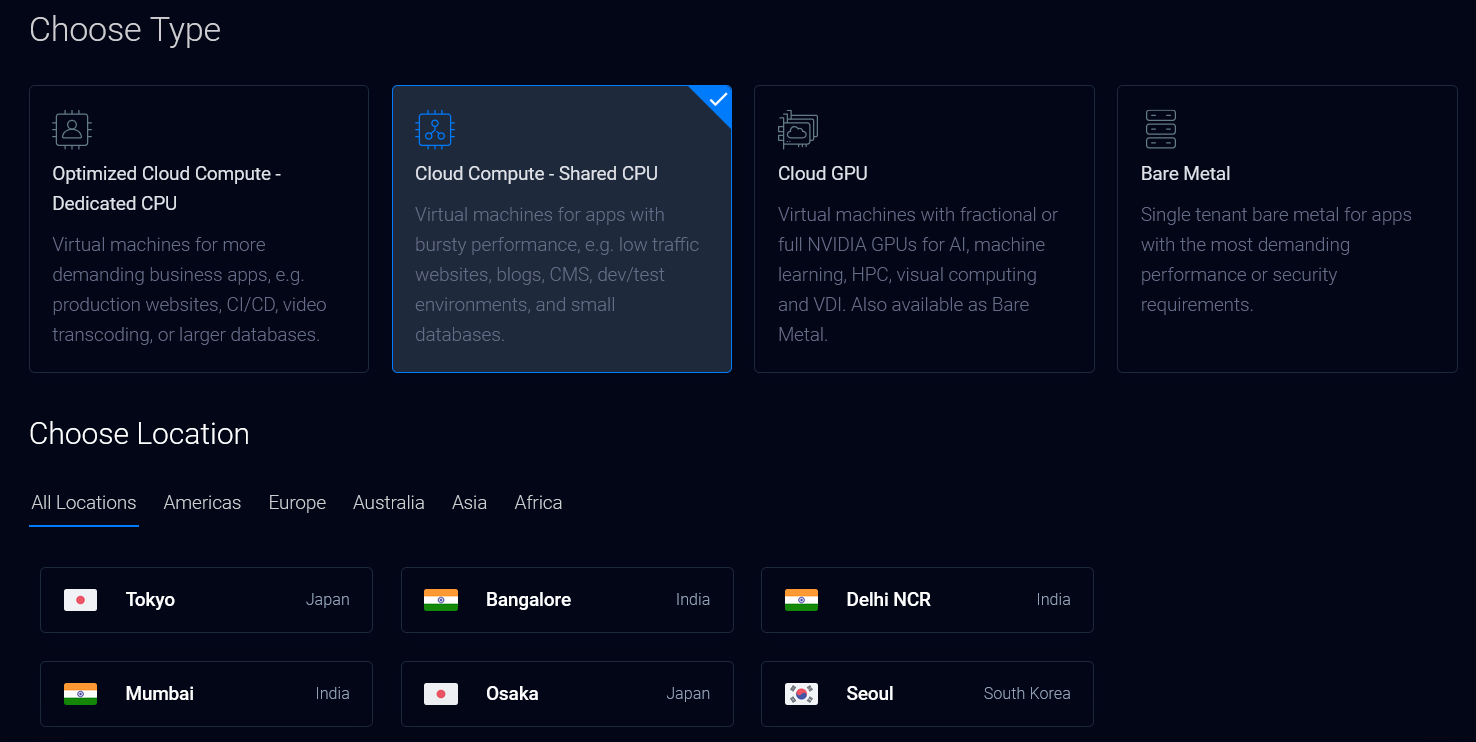 Choose Type
Optimized Cloud Compute -
Dedicated CPU
Virtual machines for more
demanding business apps, e.g.
production websites, CI/CD, video
transcoding, or larger databases.
Cloud Compute - Shared CPU
Virtual machines for apps with
bursty performance, e.g. low traffic
websites, blogs, CMS, dev/test
environments, and small
databases.
Cloud GPU
Virtual machines with fractional or
full NVIDIA GPUs for AI, machine
learning, HPC, visual computing
and VDI. Also available as Bare
Metal.
Bare Metal
Single tenant bare metal for apps
with the most demanding
performance or security
requirements.
Choose Location
All Locations Americas Europe Australia Asia Africa
Tokyo Japan
Bangalore India
Delhi NCR India
Mumbai India
Osaka Japan
Seoul South Korea